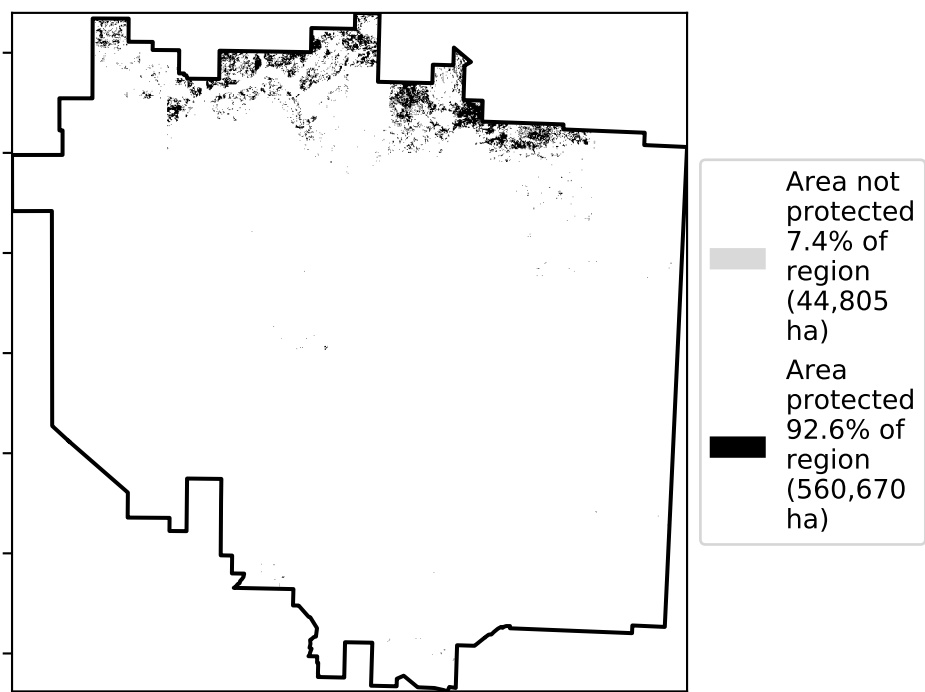 Area not
protected
7.4% of
region
(44,805
ha)
Area
protected
92.6% of
region
(560,670
ha)